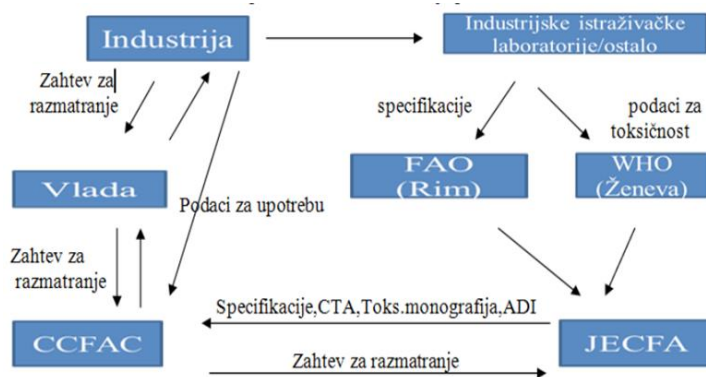 Industrija
Industrijske istraživačke
laboratorije/ostalo
Zahtev za
razmatranje
specifikacije
podaci za
toksičnost
FAO
(Rim)
WHO
(Ženeva)
Vlada
Podaci za upotrebu
Zahtev za
razmatranje
Specifikacije,CTA,Toks.monografija,ADI
CCFAC
JECFA
Zahtev za razmatranje